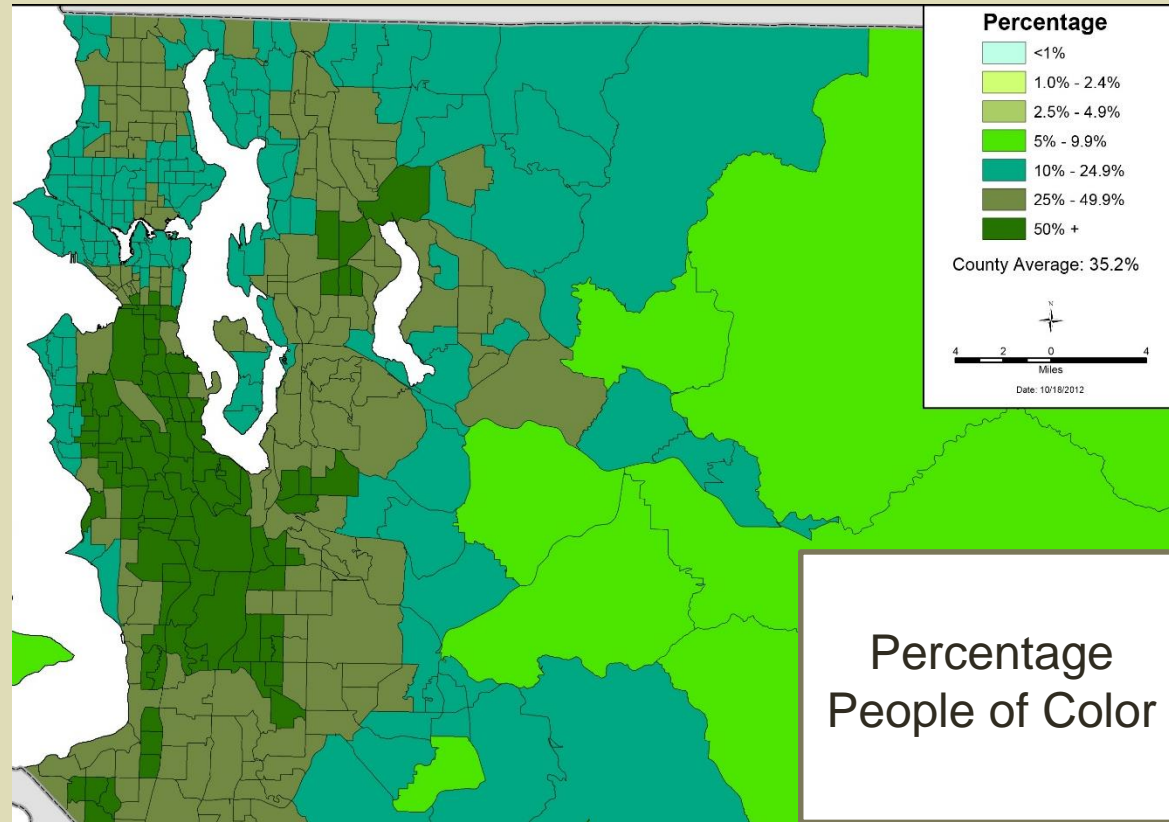 Percentage
<1%
1.0% - 2.4%
2.5% - 4.9%
5% - 9.9%
10% - 24.9%
25% - 49.9%
50% +
County Average: 35.2%
N
4 2 0 4
Miles
Date: 10/18/2012
Percentage
People of Color